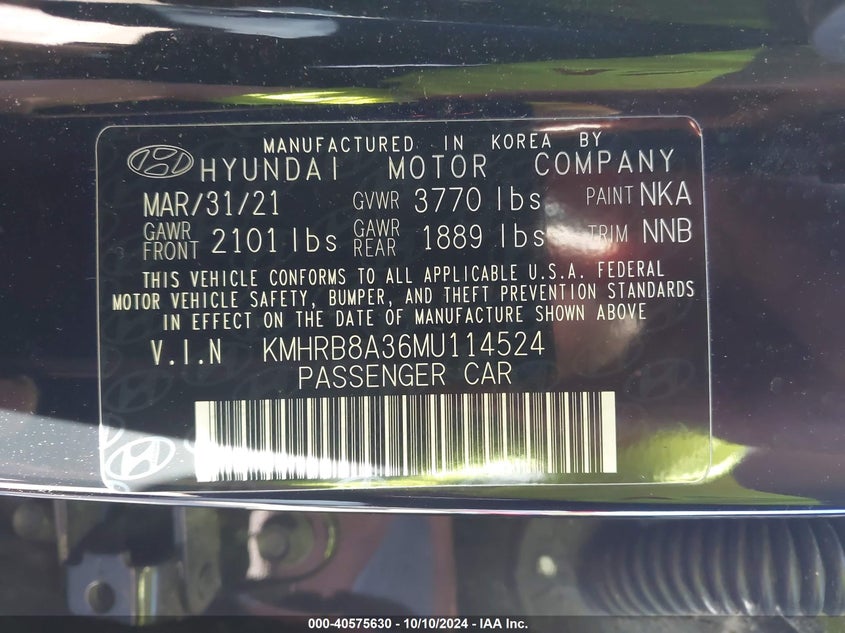 MANUFACTURED IN KOREA BY
HYUNDAI MOTOR COMPANY
MAR/31/21 GVWR 3770 lbs PAINT NKA
GAWR FRONT 2101 lbs GAWR REAR 1889 lbs TRIM NNB
THIS VEHICLE CONFORMS TO ALL APPLICABLE U.S.A. FEDERAL
MOTOR VEHICLE SAFETY, BUMPER, AND THEFT PREVENTION STANDARDS
IN EFFECT ON THE DATE OF MANUFACTURE SHOWN ABOVE
V.I.N KMHRB8A36MU114524
PASSENGER CAR
000-40575630 - 10/10/2024 - IAA Inc.